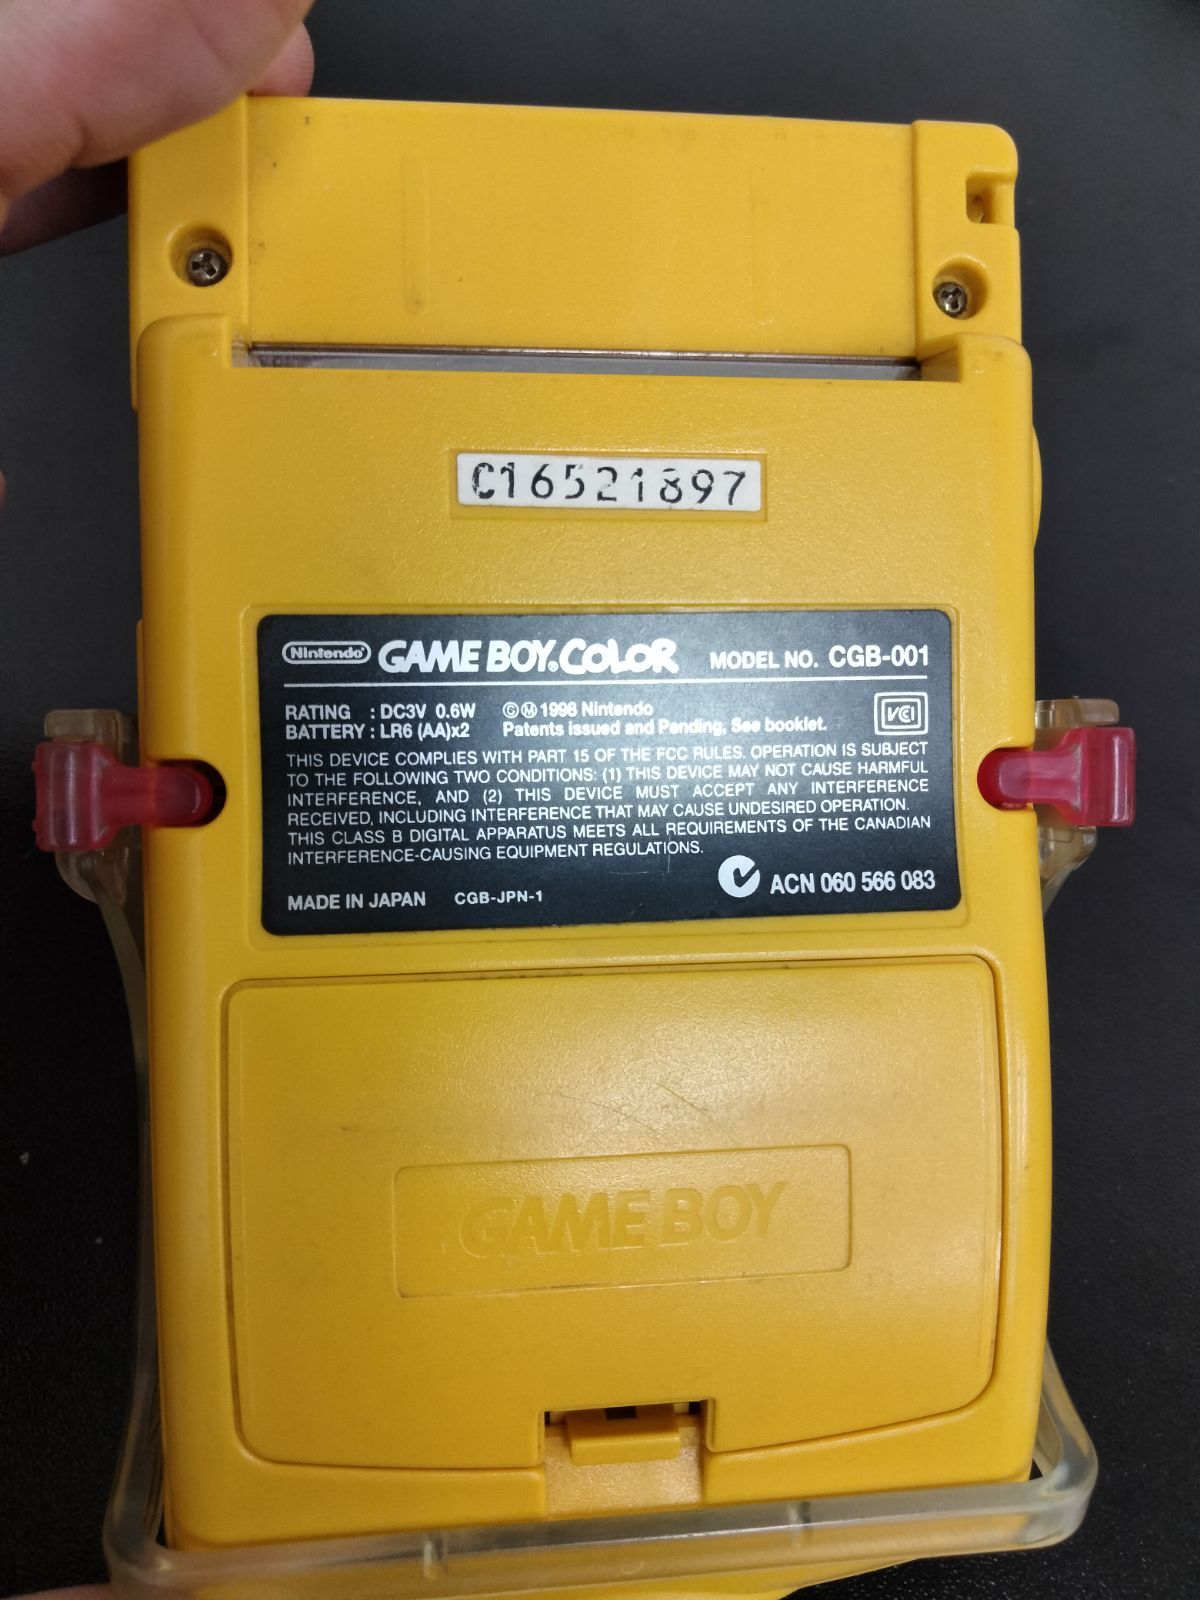 C16521897
Nintendo® GAME BOY® COLOR MODEL NO. CGB-001
RATING : DC3V 0.6W ©Ⓜ 1998 Nintendo
BATTERY : LR6 (AA)x2 Patents issued and Pending, See booklet.
VCI
THIS DEVICE COMPLIES WITH PART 15 OF THE FCC RULES. OPERATION IS SUBJECT
TO THE FOLLOWING TWO CONDITIONS: (1) THIS DEVICE MAY NOT CAUSE HARMFUL
INTERFERENCE, AND (2) THIS DEVICE MUST ACCEPT ANY INTERFERENCE
RECEIVED, INCLUDING INTERFERENCE THAT MAY CAUSE UNDESIRED OPERATION.
THIS CLASS B DIGITAL APPARATUS MEETS ALL REQUIREMENTS OF THE CANADIAN
INTERFERENCE-CAUSING EQUIPMENT REGULATIONS.
MADE IN JAPAN CGB-JPN-1 ACN 060 566 083
GAME BOY